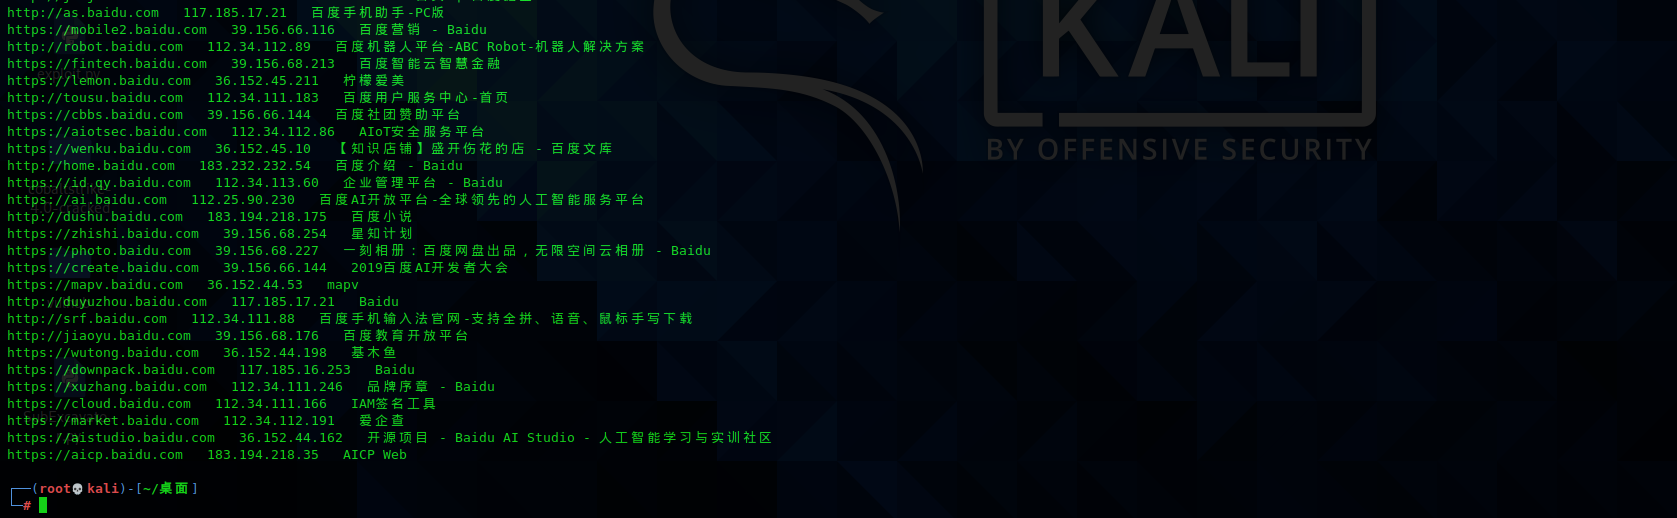 http://as.baidu.com   117.185.17.21   百度手机助手-PC版
https://mobile2.baidu.com   39.156.66.116   百度营销 - Baidu
http://robot.baidu.com   112.34.112.89   百度机器人平台-ABC Robot-机器人解决方案
https://fintech.baidu.com   39.156.68.213   百度智能云智慧金融
https://lemon.baidu.com   36.152.45.211   柠檬爱美
http://tousu.baidu.com   112.34.111.183   百度用户服务中心-首页
https://cbbs.baidu.com   39.156.66.144   百度社团赞助平台
https://aiotsec.baidu.com   112.34.112.86   AIoT安全服务平台
https://wenku.baidu.com   36.152.45.10   【知识店铺】盛开伤花的店 - 百度文库
http://home.baidu.com   183.232.232.54   百度介绍 - Baidu
https://id.qy.baidu.com   112.34.113.60   企业管理平台 - Baidu
https://ai.baidu.com   112.25.90.230   百度AI开放平台-全球领先的人工智能服务平台
http://dushu.baidu.com   183.194.218.175   百度小说
https://zhishi.baidu.com   39.156.68.254   星知计划
https://photo.baidu.com   39.156.68.227   一刻相册：百度网盘出品，无限空间云相册 - Baidu
https://create.baidu.com   39.156.66.144   2019百度AI开发者大会
https://mapv.baidu.com   36.152.44.53   mapv
http://duyuzhou.baidu.com   117.185.17.21   Baidu
http://srf.baidu.com   112.34.111.88   百度手机输入法官网-支持全拼、语音、鼠标手写下载
http://jiaoyu.baidu.com   39.156.68.176   百度教育开放平台
https://wutong.baidu.com   36.152.44.198   基木鱼
https://downpack.baidu.com   117.185.16.253   Baidu
https://xuzhang.baidu.com   112.34.111.246   品牌序章 - Baidu
https://cloud.baidu.com   112.34.111.166   IAM签名工具
https://market.baidu.com   112.34.112.191   爱企查
https://aistudio.baidu.com   36.152.44.162   开源项目 - Baidu AI Studio - 人工智能学习与实训社区
https://aicp.baidu.com   183.194.218.35   AICP Web
(root💀kali)-[~/桌面]
#
KALI
BY OFFENSIVE SECURITY